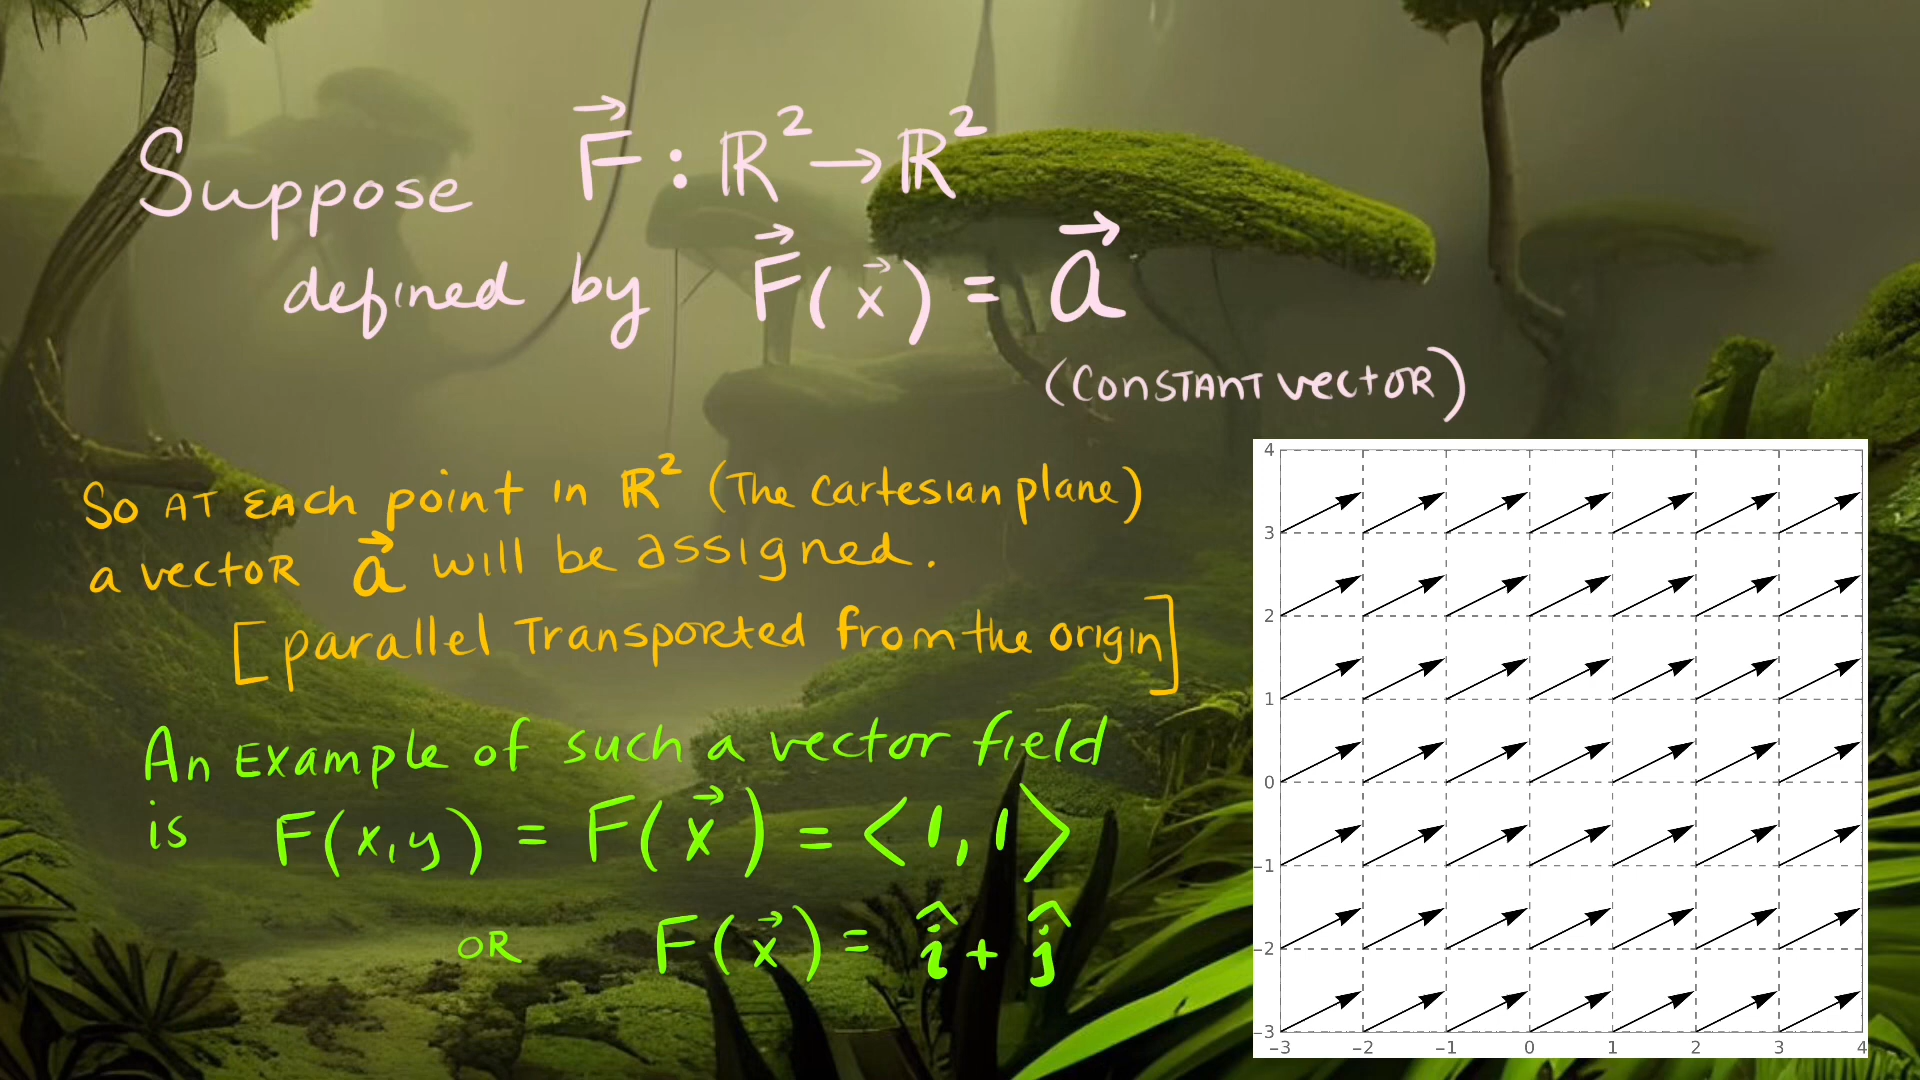 Suppose F⃗ : ℝ² → ℝ²
defined by F⃗(x⃗) = a⃗
(constant vector)
So at each point in ℝ² (The cartesian plane)
a vector a⃗ will be assigned.
[parallel Transported from the origin]
An example of such a vector field
is F(x,y) = F(x⃗) = <1,1>
or F(x⃗) = î + ĵ
4
3
2
1
0
−1
−2
−3
−3 −2 −1 0 1 2 3 4